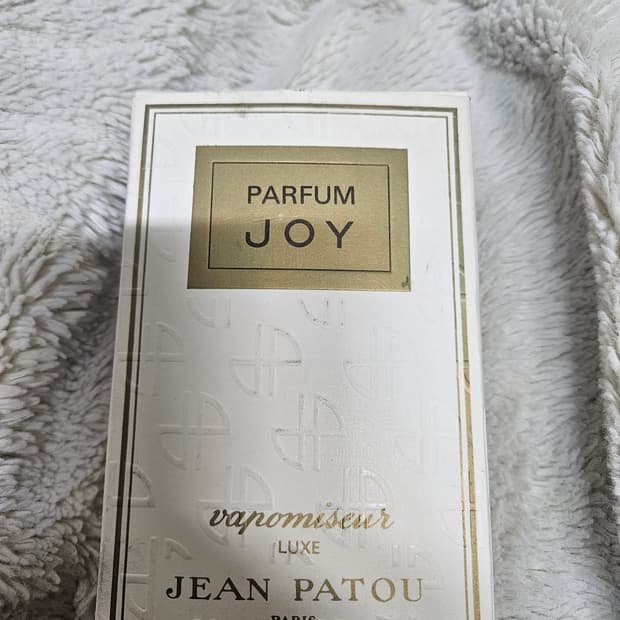 PARFUM
JOY
vapomiseur
LUXE
JEAN PATOU
PARIS